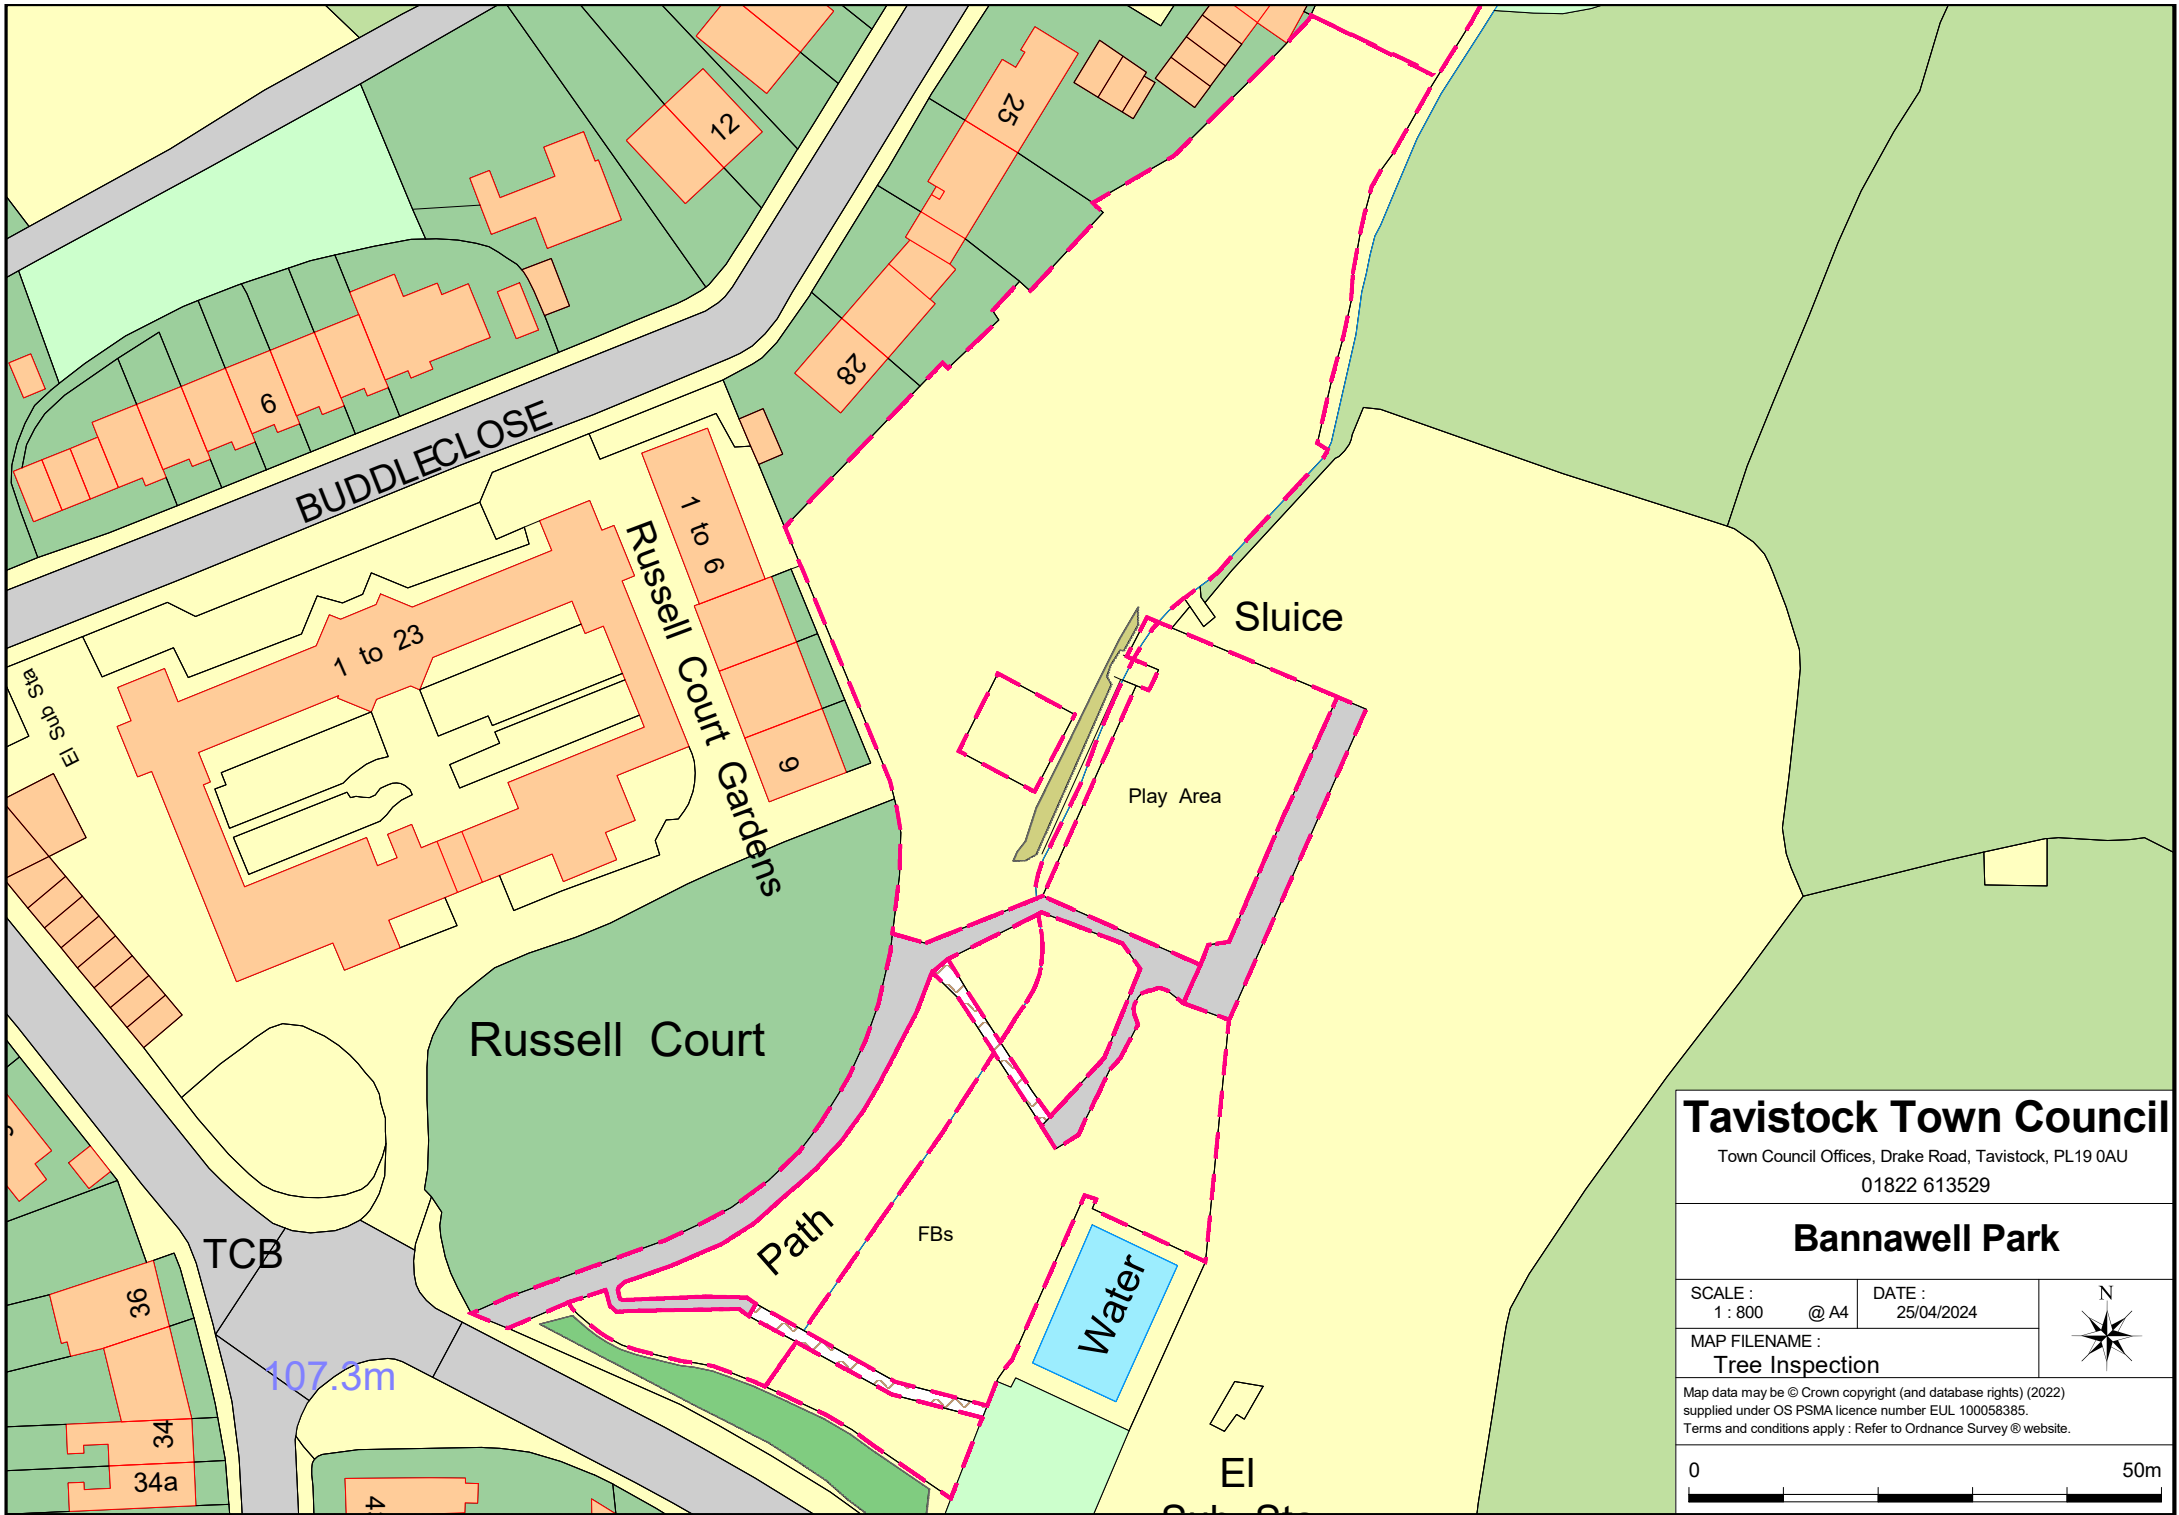 25
12
28
6
BUDDLECLOSE
1 to 6
Russell Court Gardens
1 to 23
El Sub Sta
9
Sluice
Play Area
Russell Court
Path
FBs
Water
TCB
36
107.3m
34
34a
El
Sub Sta
Tavistock Town Council
Town Council Offices, Drake Road, Tavistock, PL19 0AU
01822 613529
Bannawell Park
SCALE :
1 : 800 @ A4
DATE :
25/04/2024
N
MAP FILENAME :
Tree Inspection
Map data may be © Crown copyright (and database rights) (2022)
supplied under OS PSMA licence number EUL 100058385.
Terms and conditions apply : Refer to Ordnance Survey ® website.
0 50m